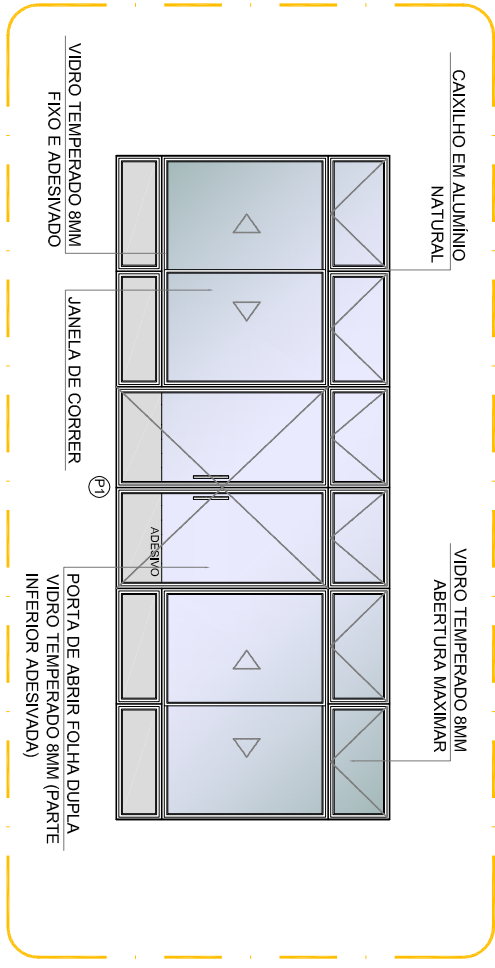 CAIXILHO EM ALUMÍNIO
NATURAL
VIDRO TEMPERADO 8MM
ABERTURA MAXIMAR
VIDRO TEMPERADO 8MM
FIXO E ADESIVADO
JANELA DE CORRER
P1
ADESIVO
PORTA DE ABRIR FOLHA DUPLA
VIDRO TEMPERADO 8MM (PARTE
INFERIOR ADESIVADA)